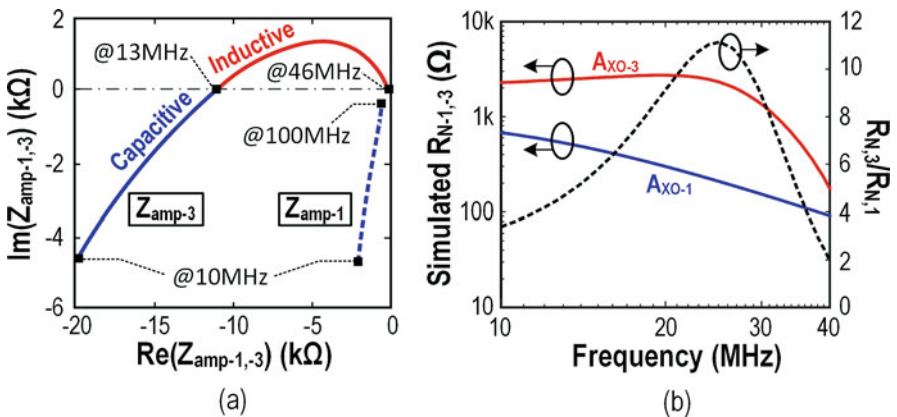 2
0
-2
-4
-6
-20
-15
-10
-5
0
Im(Zamp-1,-3) (kΩ)
Re(Zamp-1,-3) (kΩ)
@13MHz
Inductive
@46MHz
Capacitive
@100MHz
Zamp-3
Zamp-1
@10MHz
(a)
10k
1k
100
10
10
20
30
40
12
10
8
6
4
2
0
Simulated RN-1,-3 (Ω)
Frequency (MHz)
RN,3/RN,1
AXO-3
AXO-1
(b)